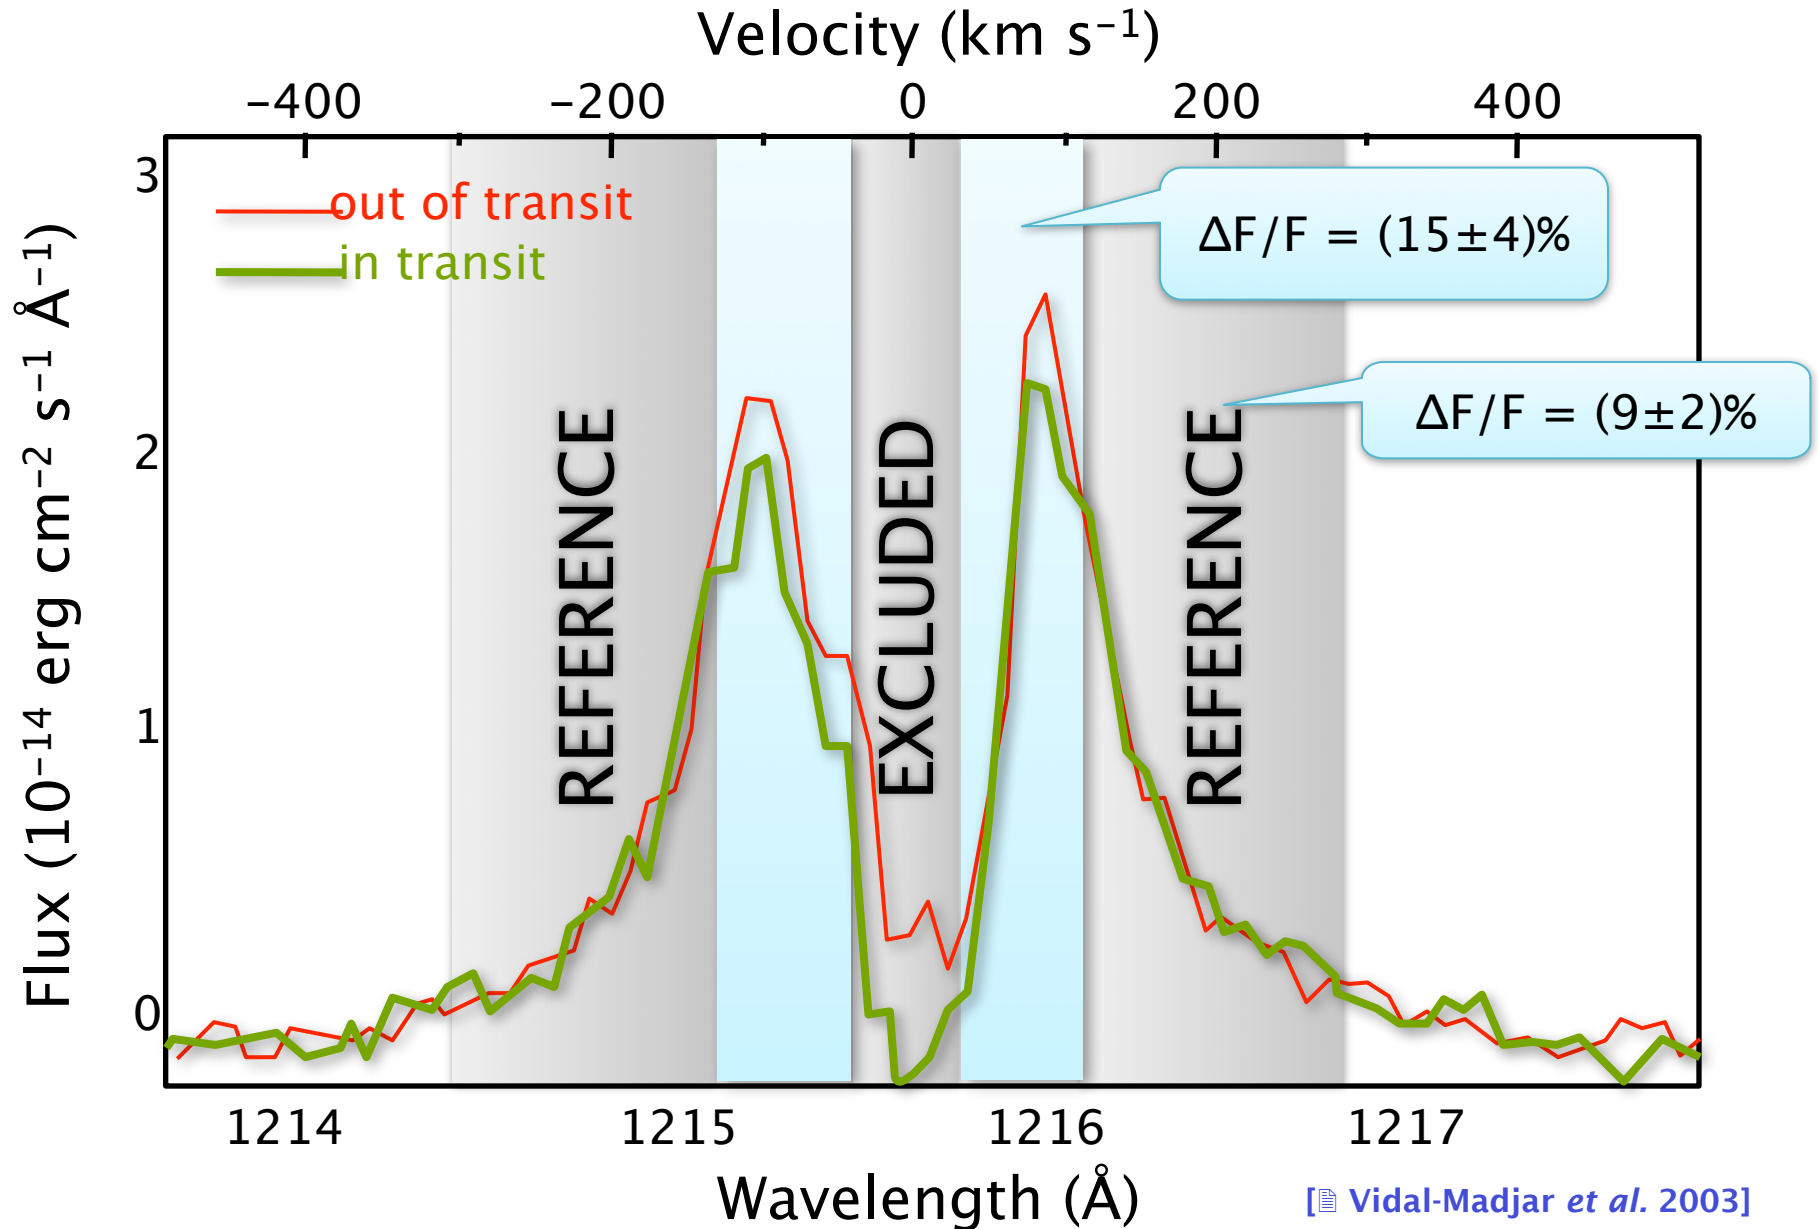 Velocity (km s⁻¹)
−400 −200 0 200 400
3
2
1
0
Flux (10⁻¹⁴ erg cm⁻² s⁻¹ Å⁻¹)
out of transit
in transit
ΔF/F = (15±4)%
ΔF/F = (9±2)%
REFERENCE
EXCLUDED
REFERENCE
1214 1215 1216 1217
Wavelength (Å)
[Vidal-Madjar et al. 2003]